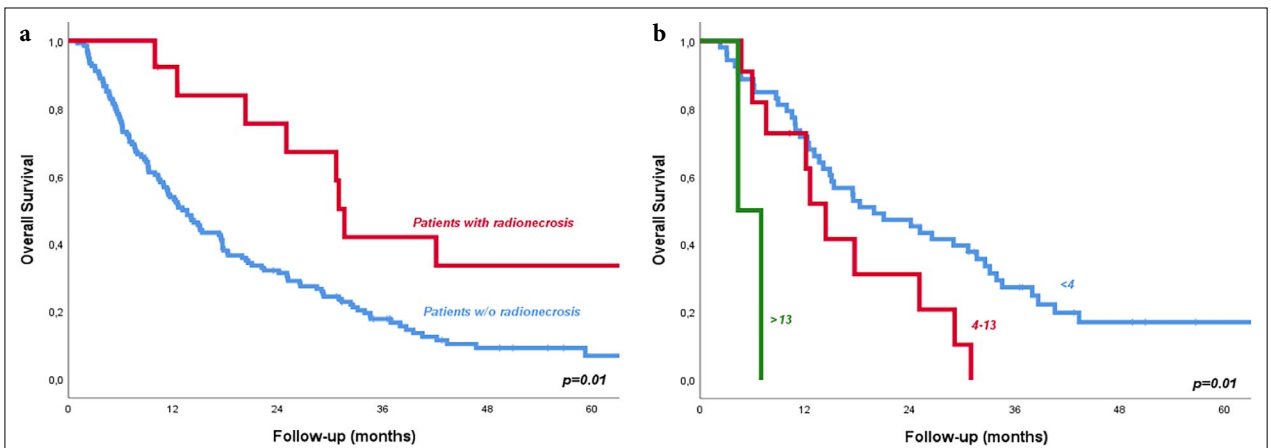 a
1,0
0,8
0,6
0,4
0,2
0,0
Overall Survival
Patients with radionecrosis
Patients w/o radionecrosis
p=0.01
0 12 24 36 48 60
Follow-up (months)
b
1,0
0,8
0,6
0,4
0,2
0,0
Overall Survival
<4
>13
4-13
p=0.01
0 12 24 36 48 60
Follow-up (months)